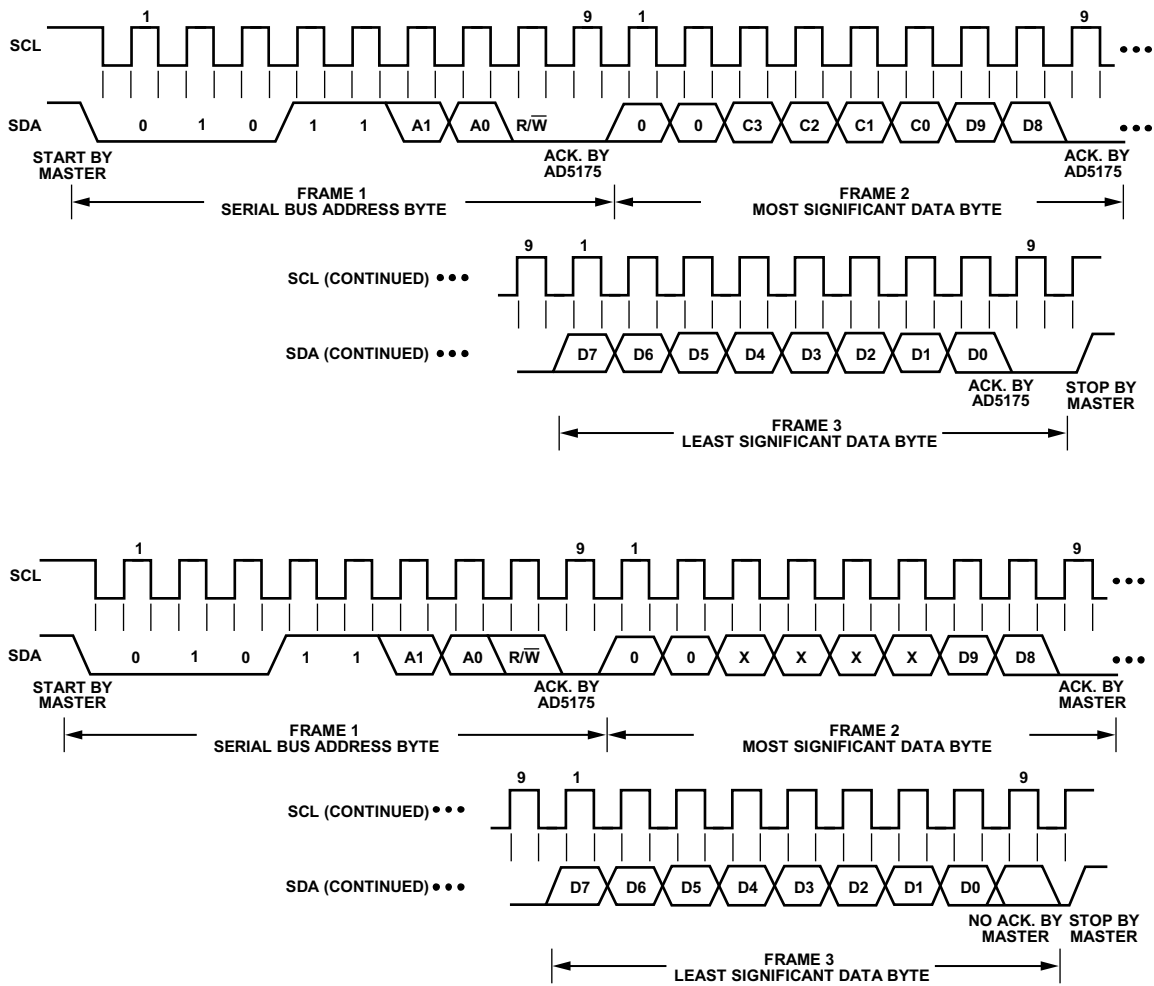 1 9 1 9
SCL •••
SDA 0 1 0 1 1 A1 A0 R/W̅ 0 0 C3 C2 C1 C0 D9 D8 •••
START BY MASTER
ACK. BY AD5175
ACK. BY AD5175
FRAME 1
SERIAL BUS ADDRESS BYTE
FRAME 2
MOST SIGNIFICANT DATA BYTE
9 1 9
SCL (CONTINUED) •••
SDA (CONTINUED) ••• D7 D6 D5 D4 D3 D2 D1 D0
ACK. BY AD5175
STOP BY MASTER
FRAME 3
LEAST SIGNIFICANT DATA BYTE
1 9 1 9
SCL •••
SDA 0 1 0 1 1 A1 A0 R/W̅ 0 0 X X X X D9 D8 •••
START BY MASTER
ACK. BY AD5175
ACK. BY MASTER
FRAME 1
SERIAL BUS ADDRESS BYTE
FRAME 2
MOST SIGNIFICANT DATA BYTE
9 1 9
SCL (CONTINUED) •••
SDA (CONTINUED) ••• D7 D6 D5 D4 D3 D2 D1 D0
NO ACK. BY MASTER
STOP BY MASTER
FRAME 3
LEAST SIGNIFICANT DATA BYTE